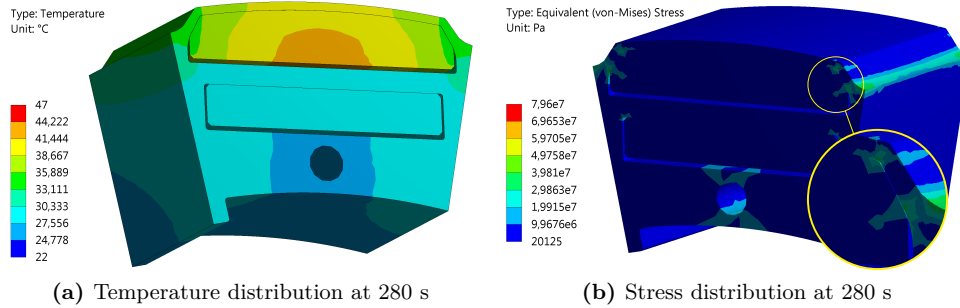 Type: Temperature
Unit: °C
47
44,222
41,444
38,667
35,889
33,111
30,333
27,556
24,778
22
(a) Temperature distribution at 280 s
Type: Equivalent (von-Mises) Stress
Unit: Pa
7,96e7
6,9653e7
5,9705e7
4,9758e7
3,981e7
2,9863e7
1,9915e7
9,9676e6
20125
(b) Stress distribution at 280 s